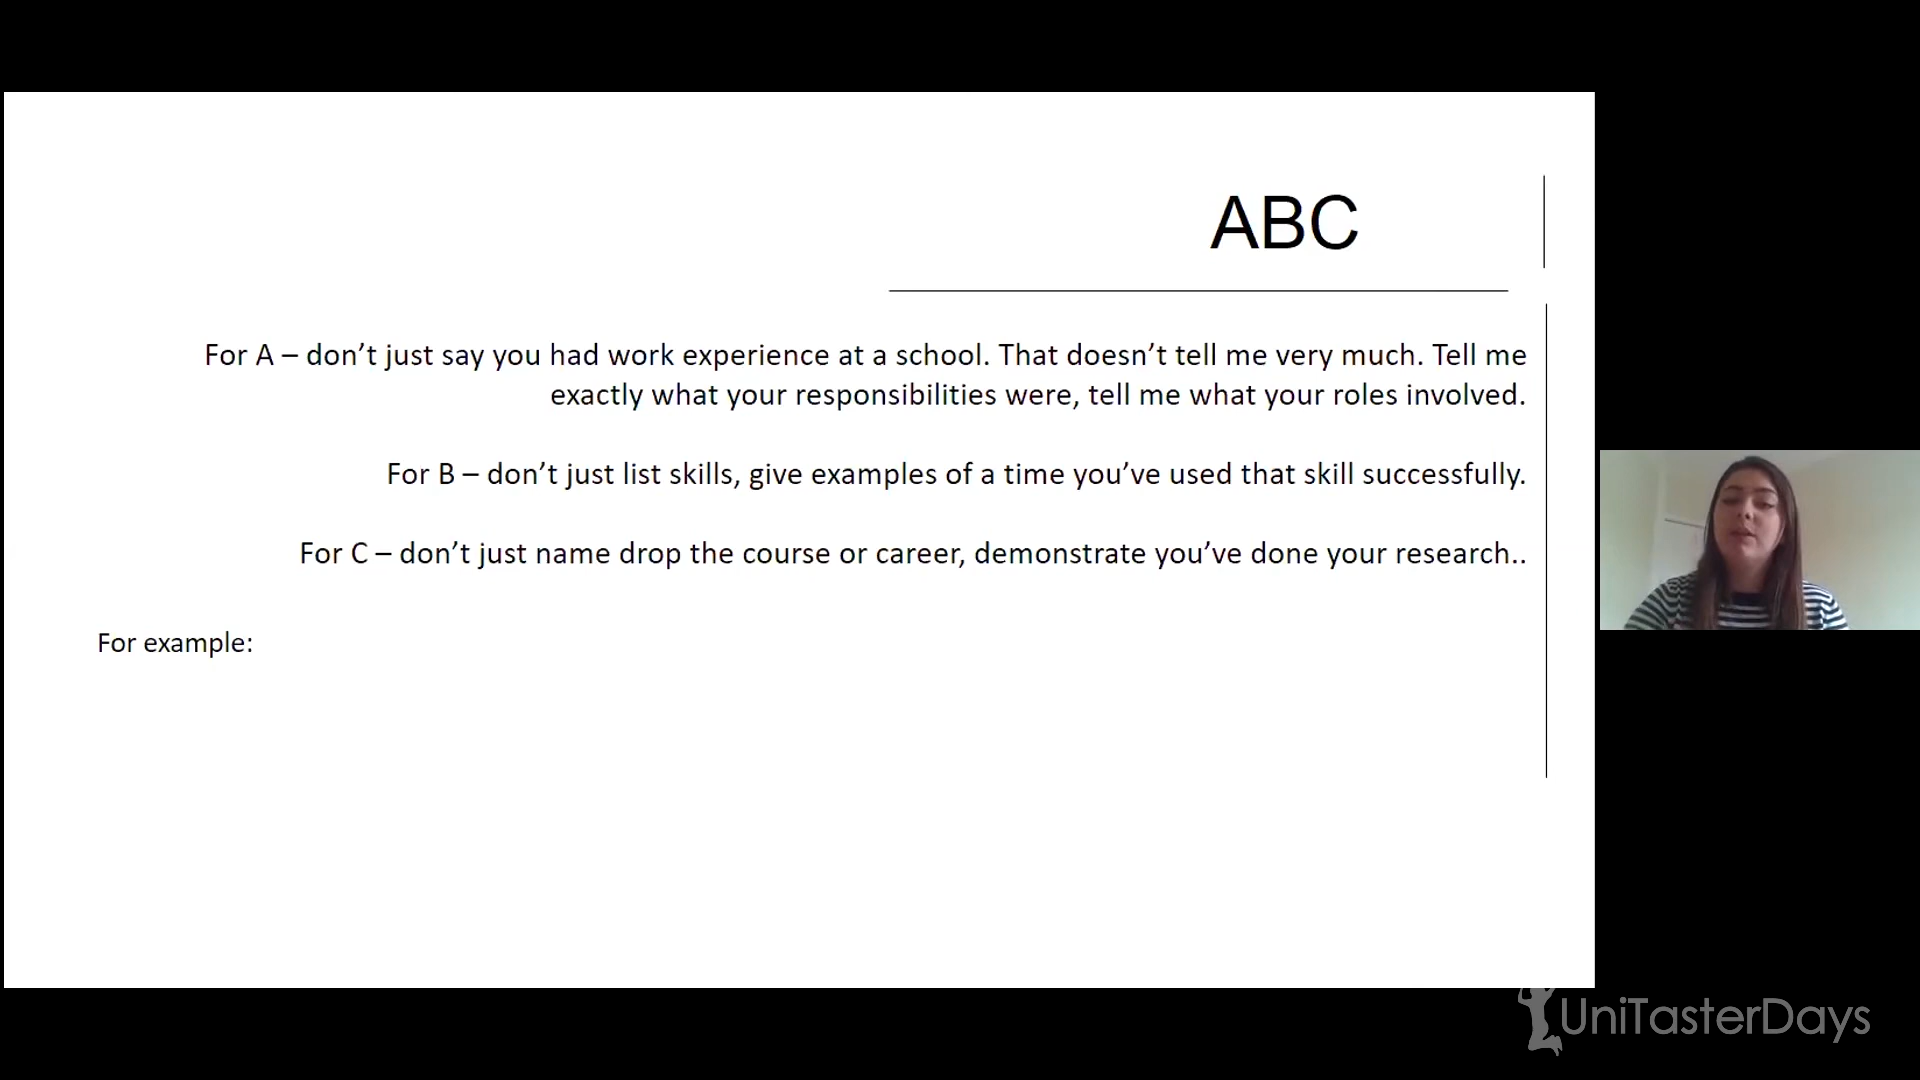 ABC
For A – don’t just say you had work experience at a school. That doesn’t tell me very much. Tell me
exactly what your responsibilities were, tell me what your roles involved.
For B – don’t just list skills, give examples of a time you’ve used that skill successfully.
For C – don’t just name drop the course or career, demonstrate you’ve done your research..
For example:
UniTasterDays